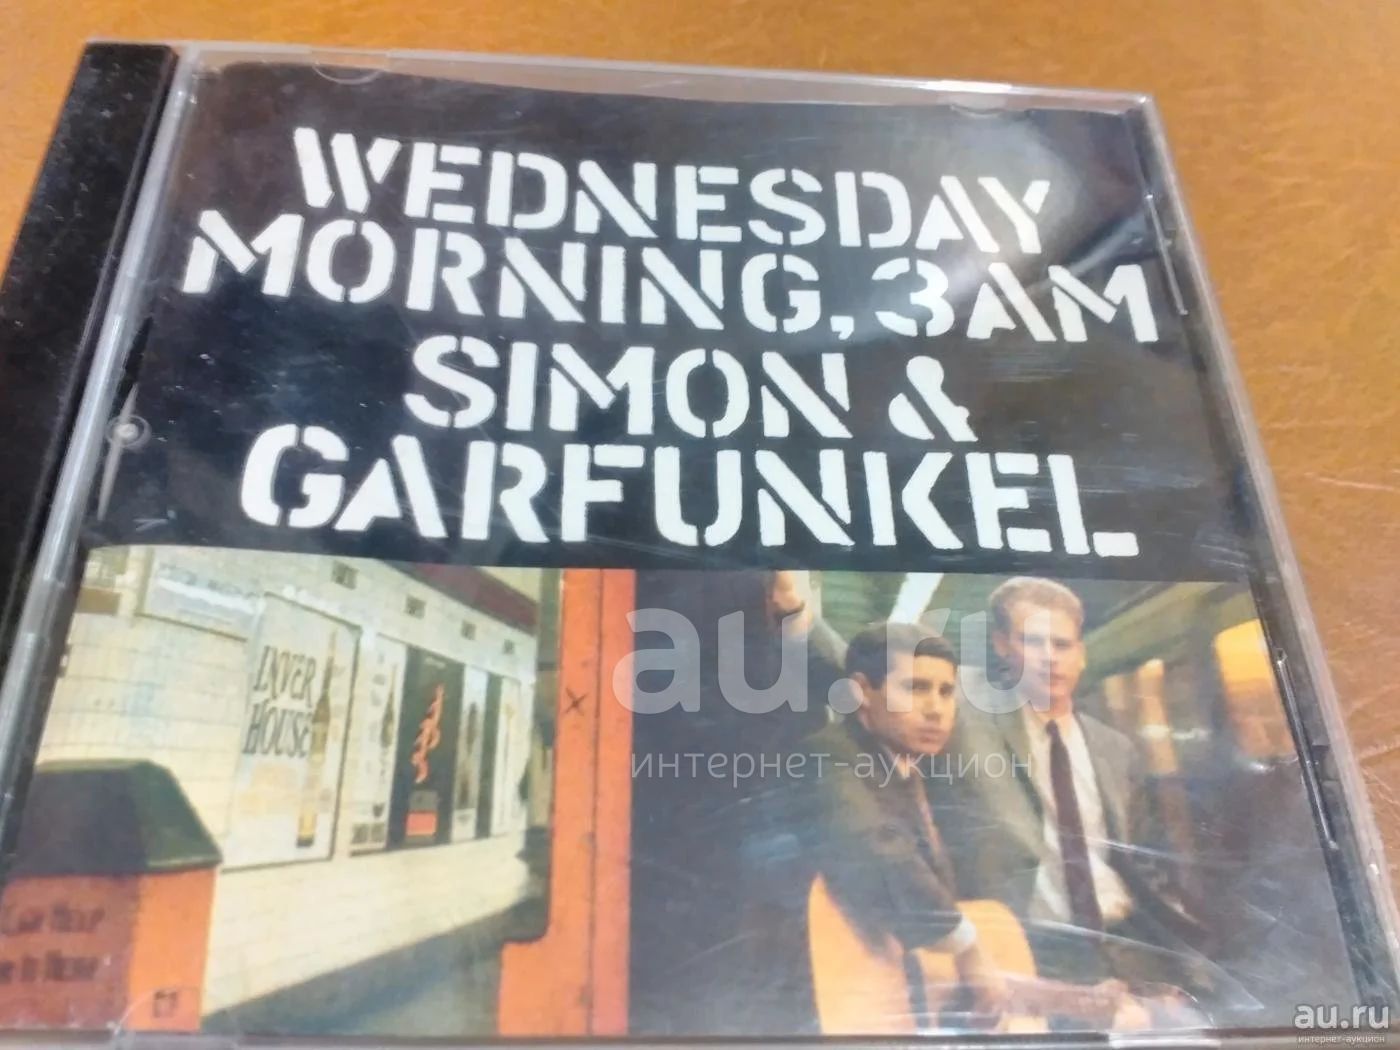 WEDNESDAY
MORNING, 3AM
SIMON &
GARFUNKEL
INVER
HOUSE
au.ru
интернет-аукцион
au.ru
интернет-аукцион